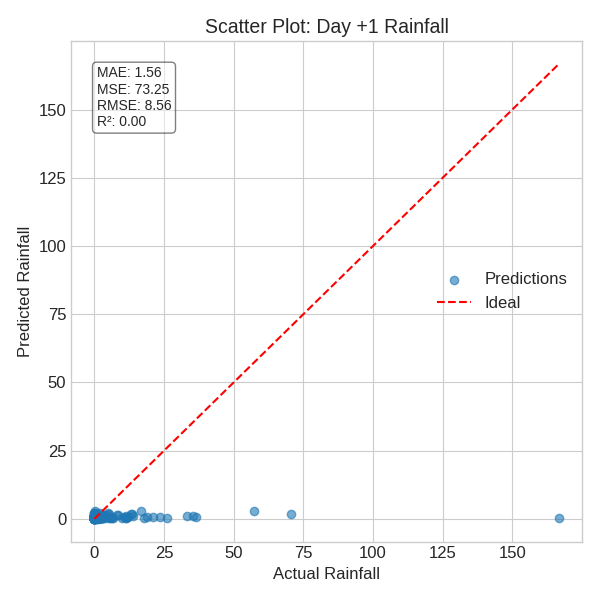 Scatter Plot: Day +1 Rainfall
MAE: 1.56
MSE: 73.25
RMSE: 8.56
R²: 0.00
150
125
100
75
50
25
0
Predicted Rainfall
Predictions
Ideal
0 25 50 75 100 125 150
Actual Rainfall